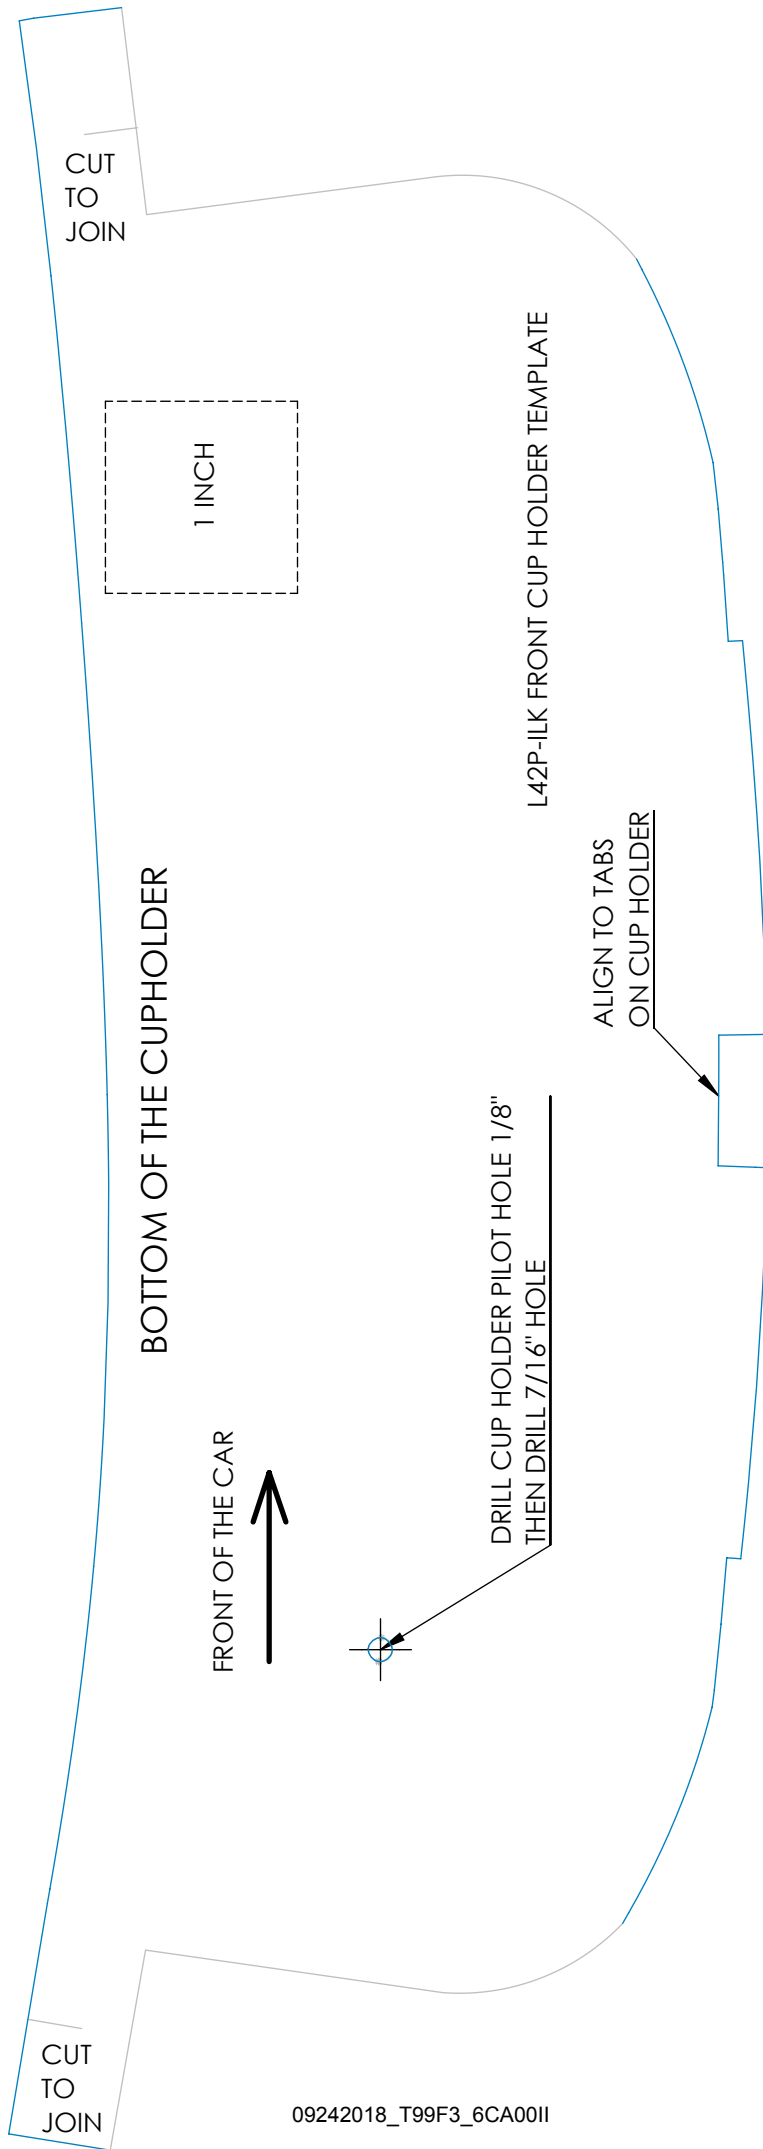 CUT
TO
JOIN
1 INCH
L42P-ILK FRONT CUP HOLDER TEMPLATE
BOTTOM OF THE CUPHOLDER
ALIGN TO TABS
ON CUP HOLDER
DRILL CUP HOLDER PILOT HOLE 1/8"
THEN DRILL 7/16" HOLE
FRONT OF THE CAR
CUT
TO
JOIN
09242018_T99F3_6CA00II